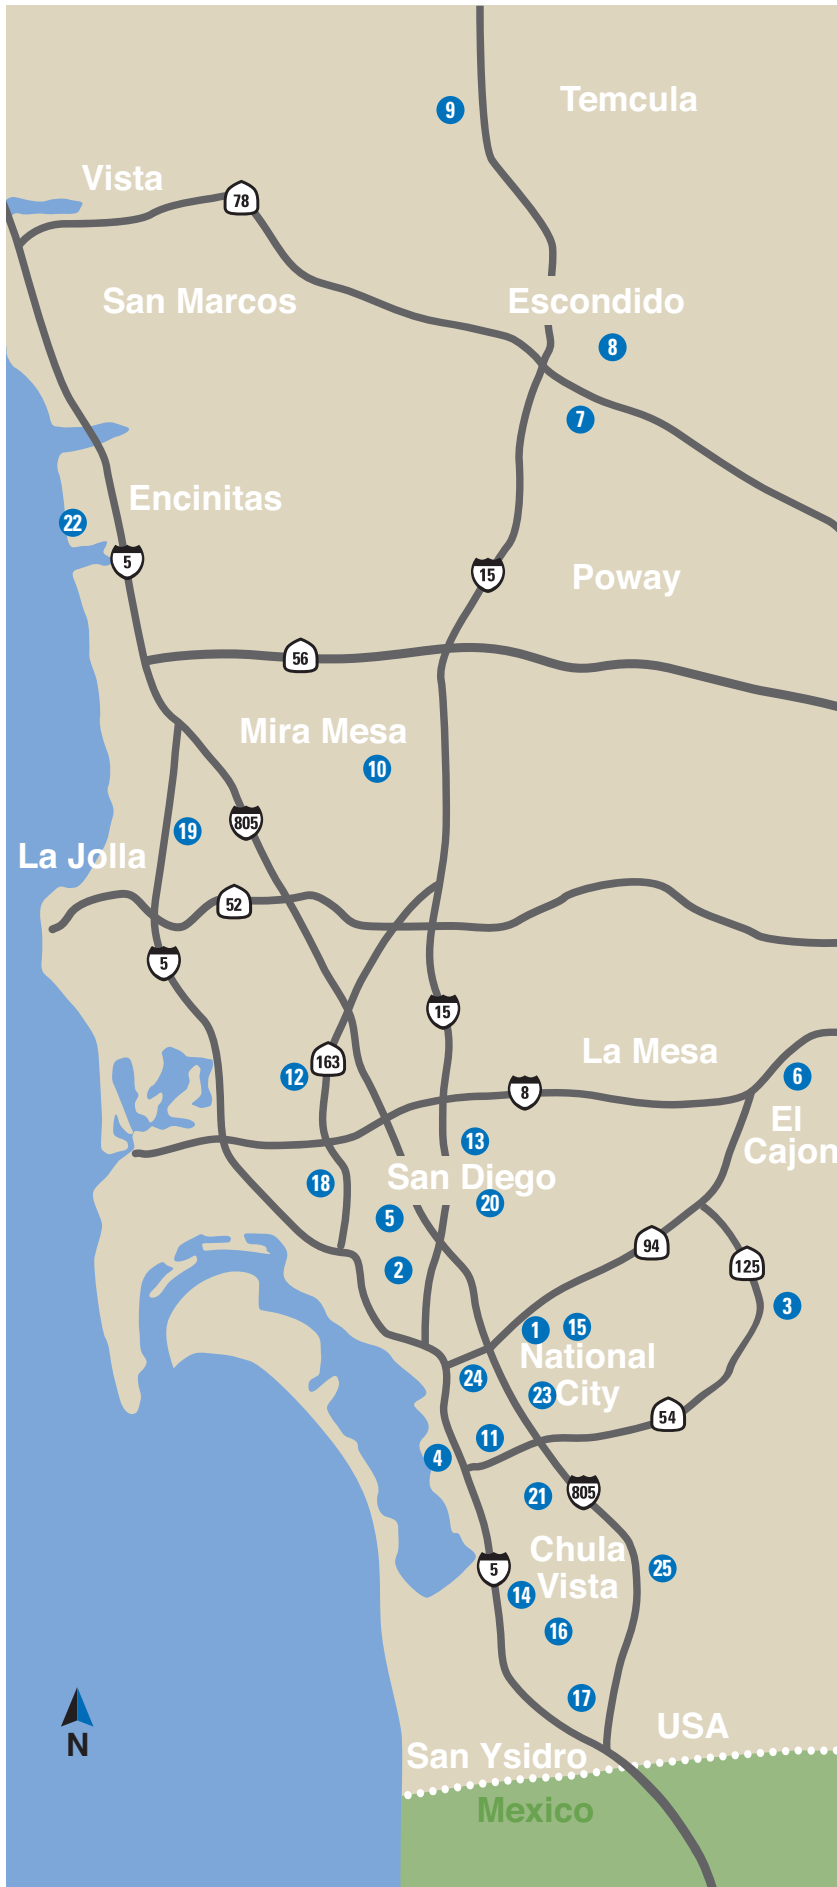 Temcula
9
Vista
78
San Marcos
Escondido
8
7
Encinitas
22
5
15
Poway
56
Mira Mesa
10
19
805
La Jolla
52
5
15
La Mesa
163
12
6
8
El
Cajon
13
San Diego
18
20
5
94
125
2
3
1
15
National
24
23
City
54
11
4
805
21
Chula
5
25
Vista
14
16
17
USA
N
San Ysidro
Mexico